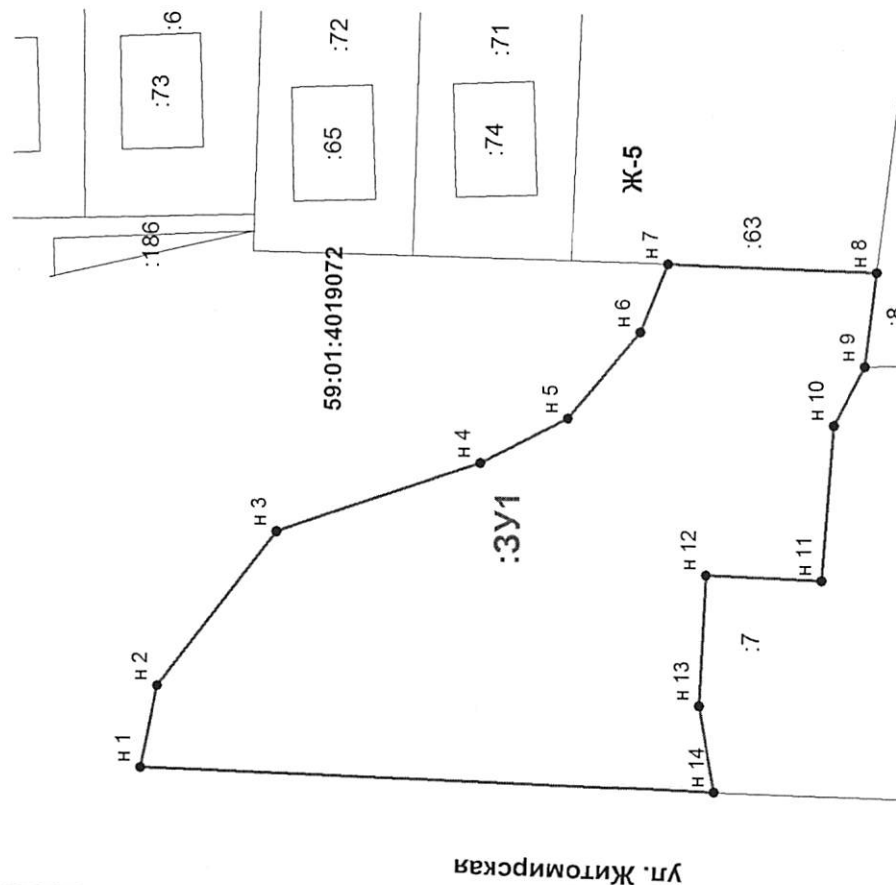 :6
:73
:72
:71
:65
:74
:186
Ж-5
:63
59:01:4019072
н 7
н 8
н 6
н 9
:8
н 5
н 10
н 4
н 3
:ЗУ1
н 12
н 11
н 2
н 13
:7
н 1
н 14
ул. Житомирская